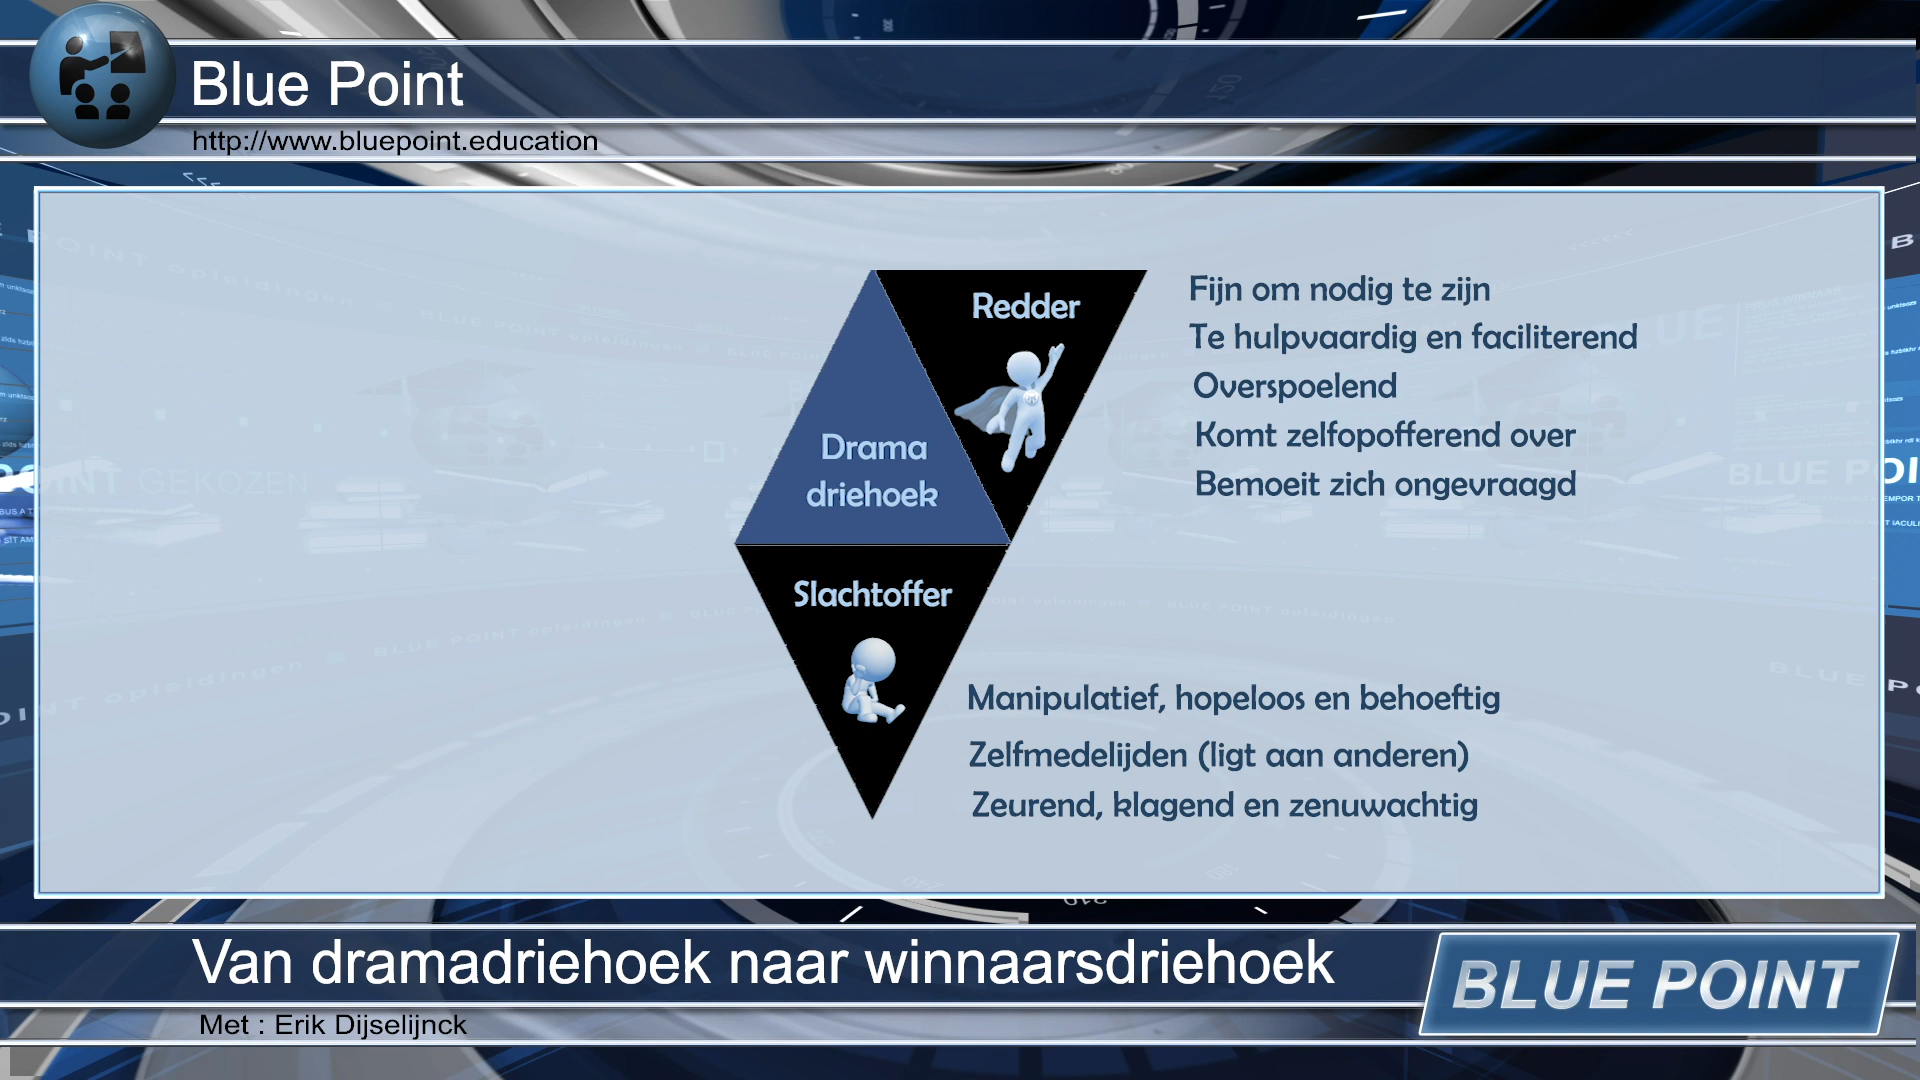 Blue Point
http://www.bluepoint.education
Redder
Fijn om nodig te zijn
Te hulpvaardig en faciliterend
Overspoelend
Komt zelfopofferend over
Bemoeit zich ongevraagd
Drama
driehoek
Slachtoffer
Manipulatief, hopeloos en behoeftig
Zelfmedelijden (ligt aan anderen)
Zeurend, klagend en zenuwachtig
Van dramadriehoek naar winnaarsdriehoek
Met : Erik Dijselijnck
BLUE POINT